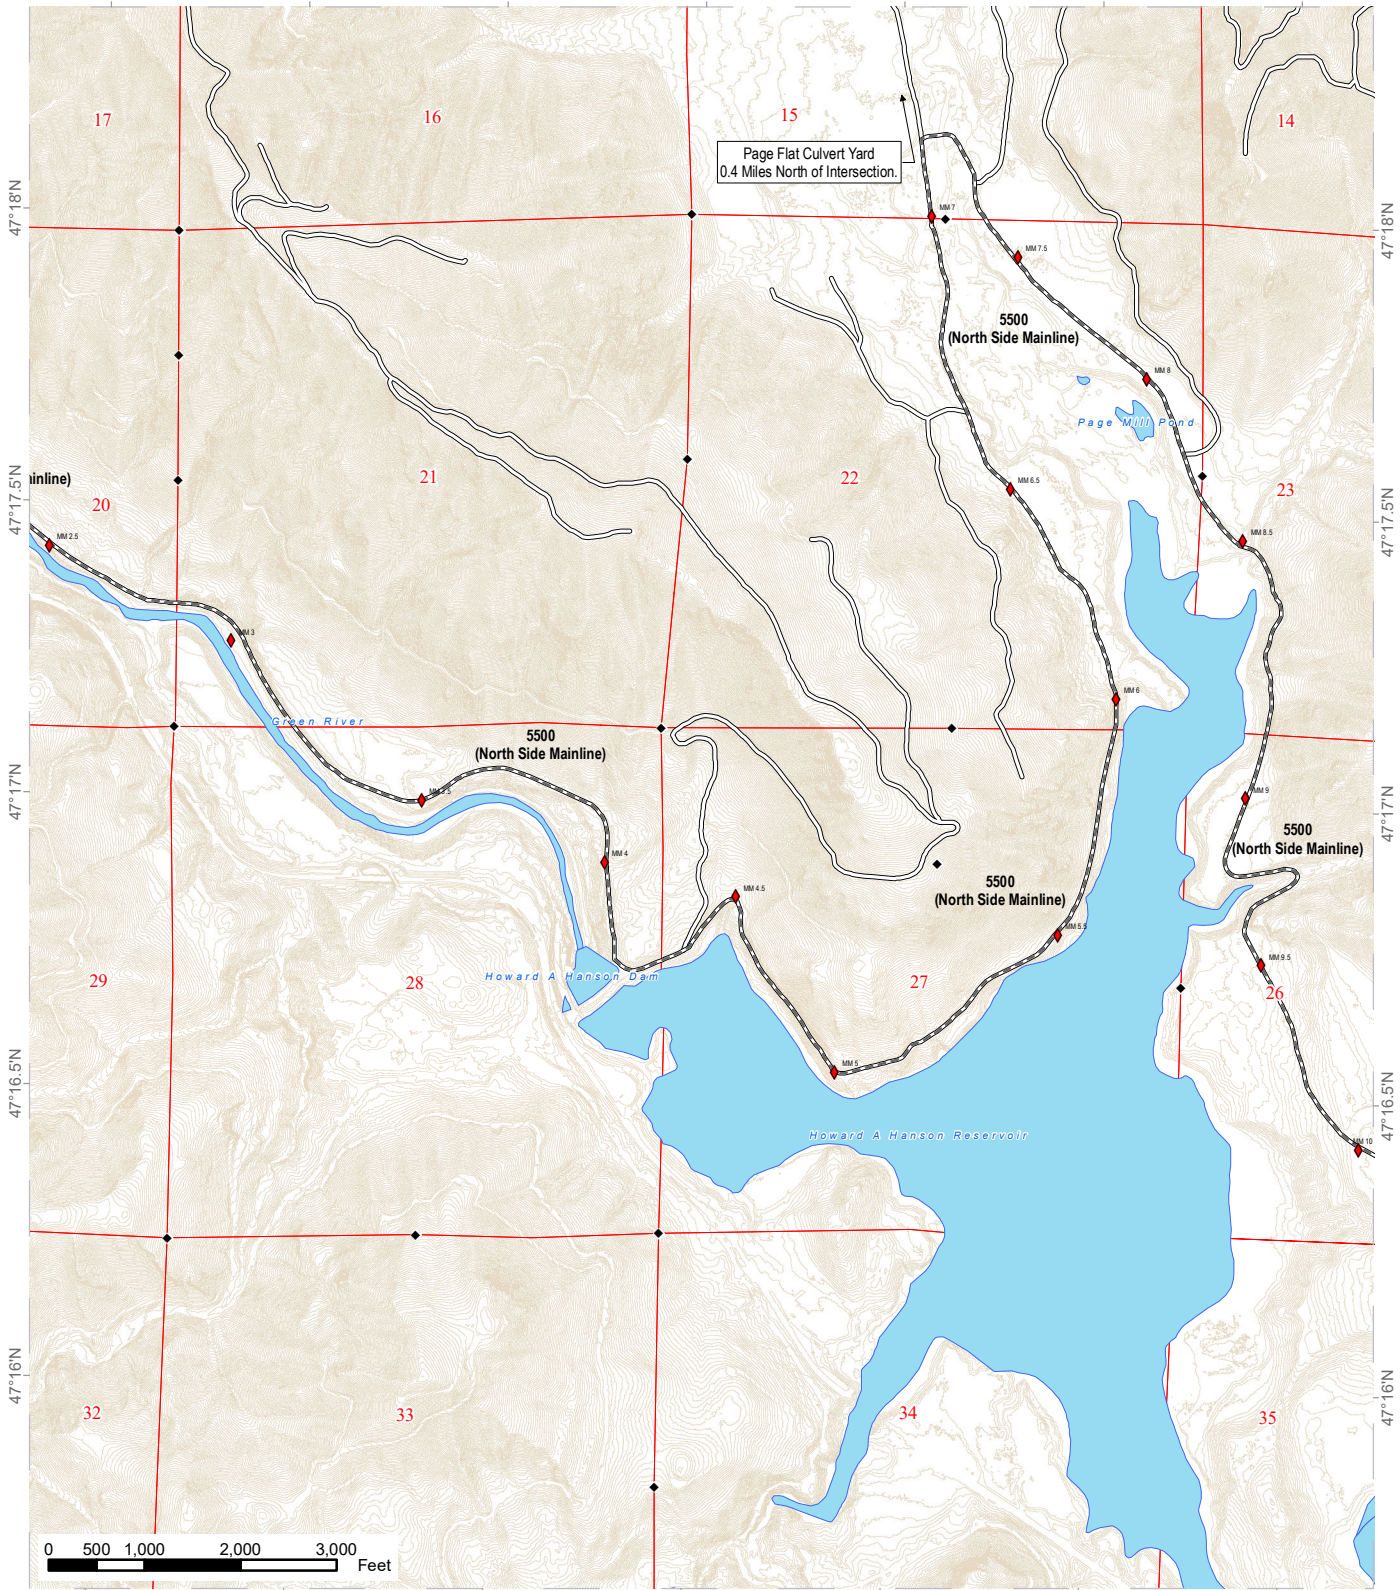 17
16
15
14
Page Flat Culvert Yard
0.4 Miles North of Intersection.
47°18'N
47°18'N
MM 7
MM 7.5
5500
(North Side Mainline)
MM 8
Page Mill Pond
21
22
23
ainline)
20
MM 6.5
47°17.5'N
47°17.5'N
MM 2.5
MM 8.5
MM 3
MM 6
Green River
5500
(North Side Mainline)
47°17'N
47°17'N
MM 3.5
MM 9
5500
(North Side Mainline)
MM 4
5500
(North Side Mainline)
MM 4.5
MM 5.5
MM 9.5
29
28
Howard A Hanson Dam
27
26
MM 5
47°16.5'N
47°16.5'N
Howard A Hanson Reservoir
MM 10
47°16'N
47°16'N
32
33
34
35
0 500 1,000 2,000 3,000
Feet